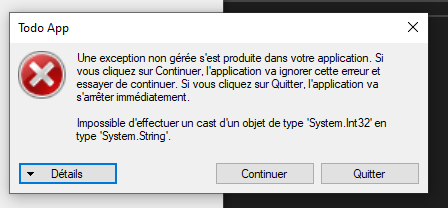 Todo App
Une exception non gérée s'est produite dans votre application. Si
vous cliquez sur Continuer, l'application va ignorer cette erreur et
essayer de continuer. Si vous cliquez sur Quitter, l'application va
s'arrêter immédiatement.
Impossible d'effectuer un cast d'un objet de type 'System.Int32' en
type 'System.String'.
Détails
Continuer
Quitter